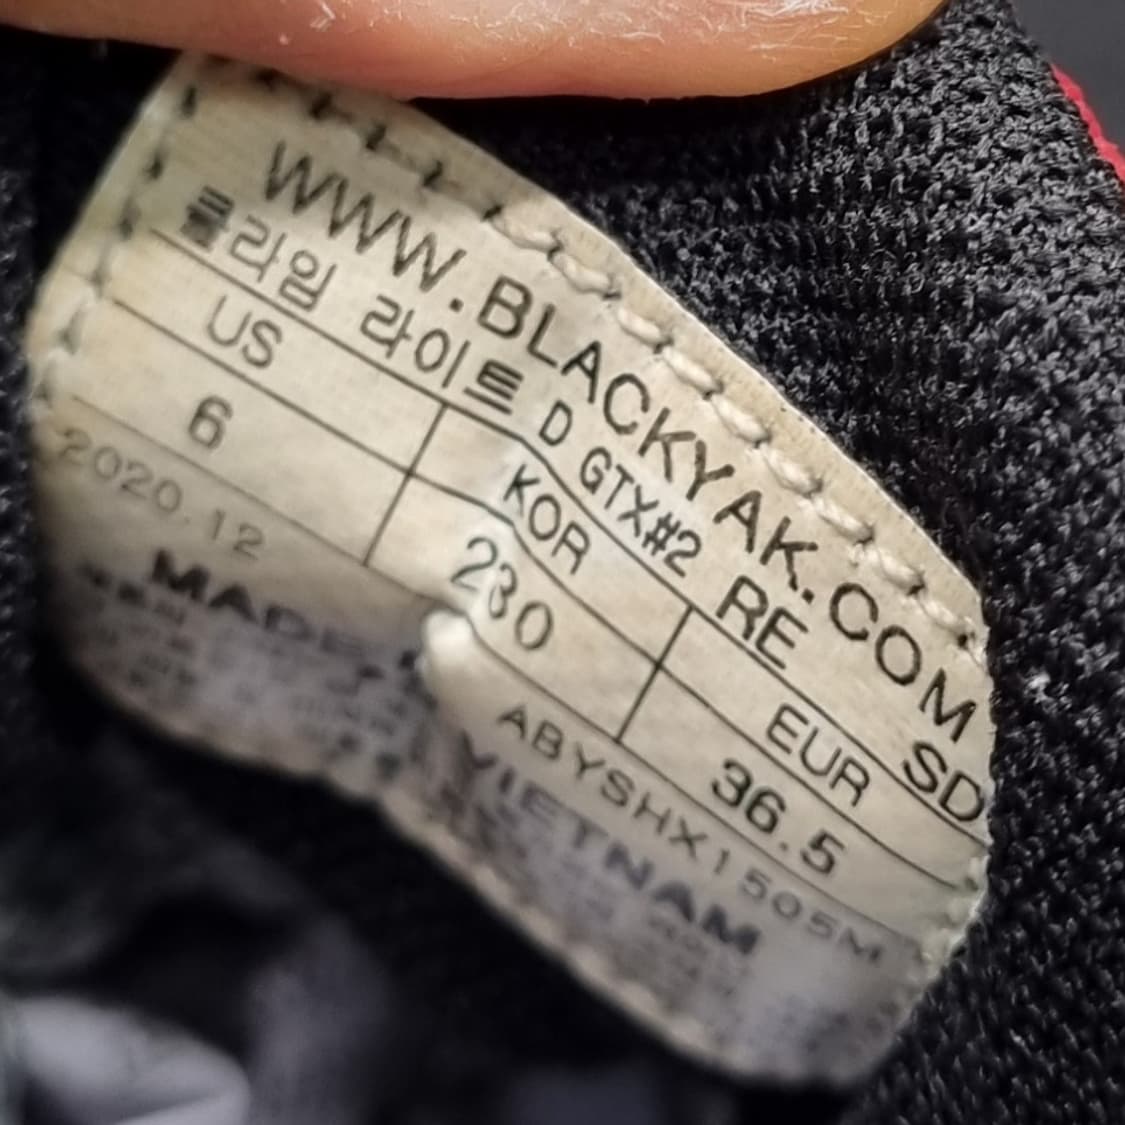 WWW.BLACKYAK.COM
클라임 라이트 D GTX#2 RE SD
US KOR EUR
6 230 36.5
2020.12 ABYSHX1505M
MADE VIETNAM